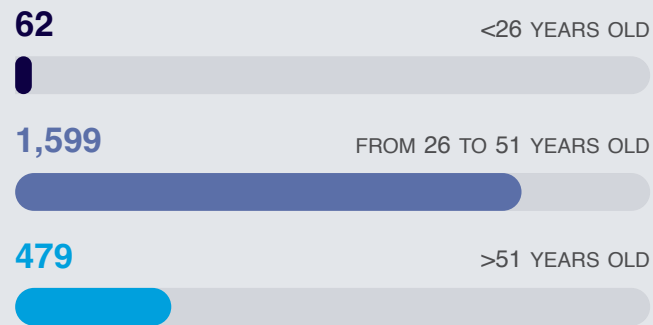 62 <26 YEARS OLD
1,599 FROM 26 TO 51 YEARS OLD
479 >51 YEARS OLD